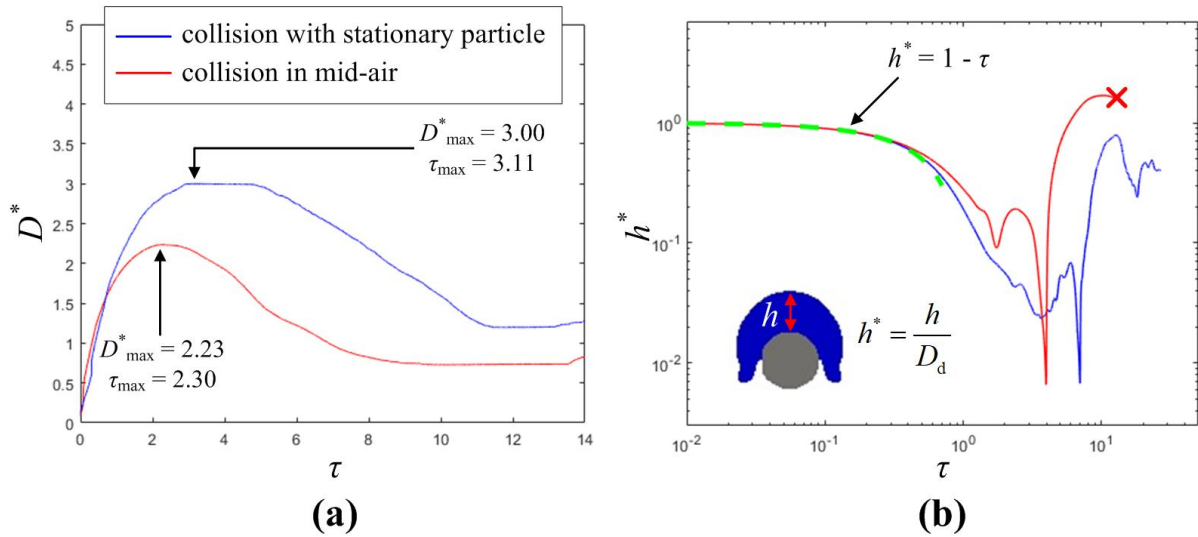 collision with stationary particle
collision in mid-air
5
4.5
4
3.5
3
2.5
2
1.5
1
0.5
0
D*
D*max = 3.00
τmax = 3.11
D*max = 2.23
τmax = 2.30
0 2 4 6 8 10 12 14
τ
(a)
h* = 1 - τ
10^0
10^-1
10^-2
h*
h
h* = h / Dd
10^-2 10^-1 10^0 10^1
τ
(b)